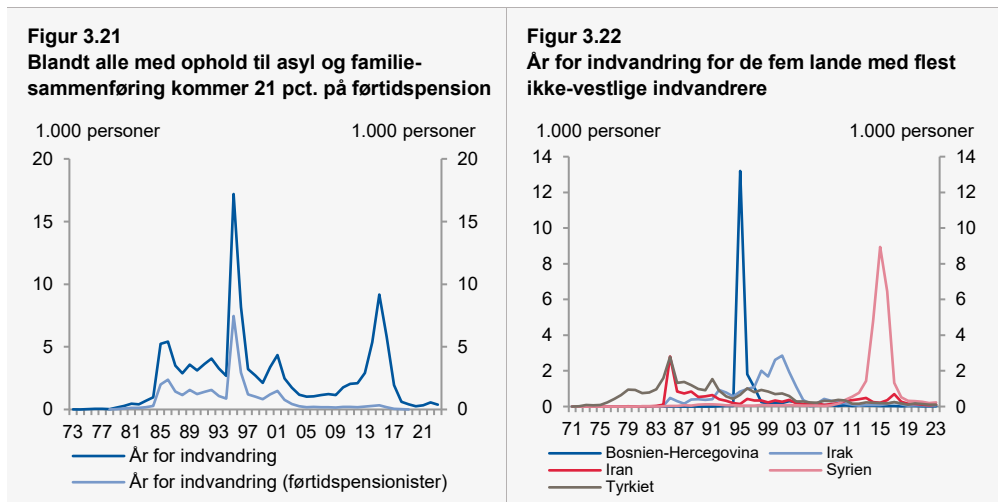 Figur 3.21
Blandt alle med ophold til asyl og familie-
sammenføring kommer 21 pct. på førtidspension
1.000 personer 1.000 personer
20 20
15 15
10 10
5 5
0 0
73 77 81 85 89 93 97 01 05 09 13 17 21
År for indvandring
År for indvandring (førtidspensionister)
Figur 3.22
År for indvandring for de fem lande med flest
ikke-vestlige indvandrere
1.000 personer 1.000 personer
14 14
12 12
10 10
8 8
6 6
4 4
2 2
0 0
71 75 79 83 87 91 95 99 03 07 11 15 19 23
Bosnien-Hercegovina Irak
Iran Syrien
Tyrkiet